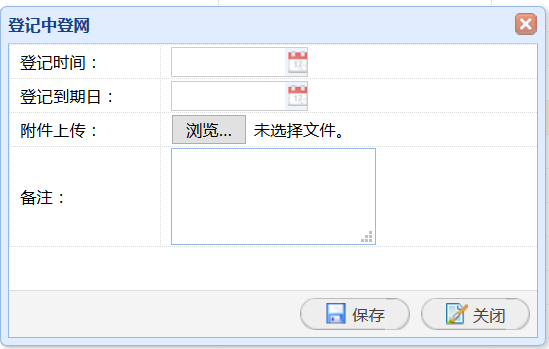 登记中登网
登记时间：
登记到期日：
附件上传： 浏览... 未选择文件。
备注：
保存 关闭